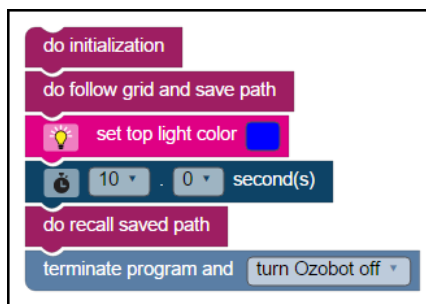 do initialization
do follow grid and save path
set top light color
10 . 0 second(s)
do recall saved path
terminate program and turn Ozobot off